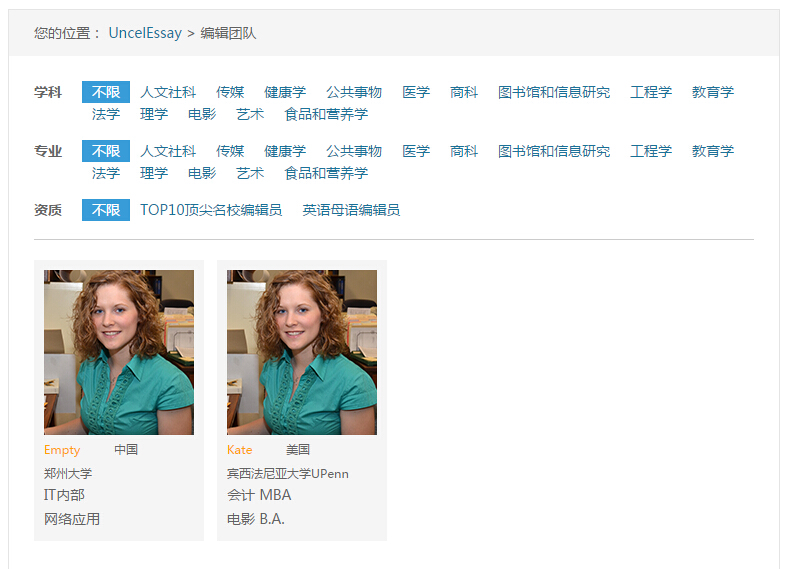 您的位置： UncelEssay > 编辑团队
学科 不限 人文社科 传媒 健康学 公共事物 医学 商科 图书馆和信息研究 工程学 教育学
法学 理学 电影 艺术 食品和营养学
专业 不限 人文社科 传媒 健康学 公共事物 医学 商科 图书馆和信息研究 工程学 教育学
法学 理学 电影 艺术 食品和营养学
资质 不限 TOP10顶尖名校编辑员 英语母语编辑员
Empty 中国
郑州大学
IT内部
网络应用
Kate 美国
宾西法尼亚大学UPenn
会计 MBA
电影 B.A.